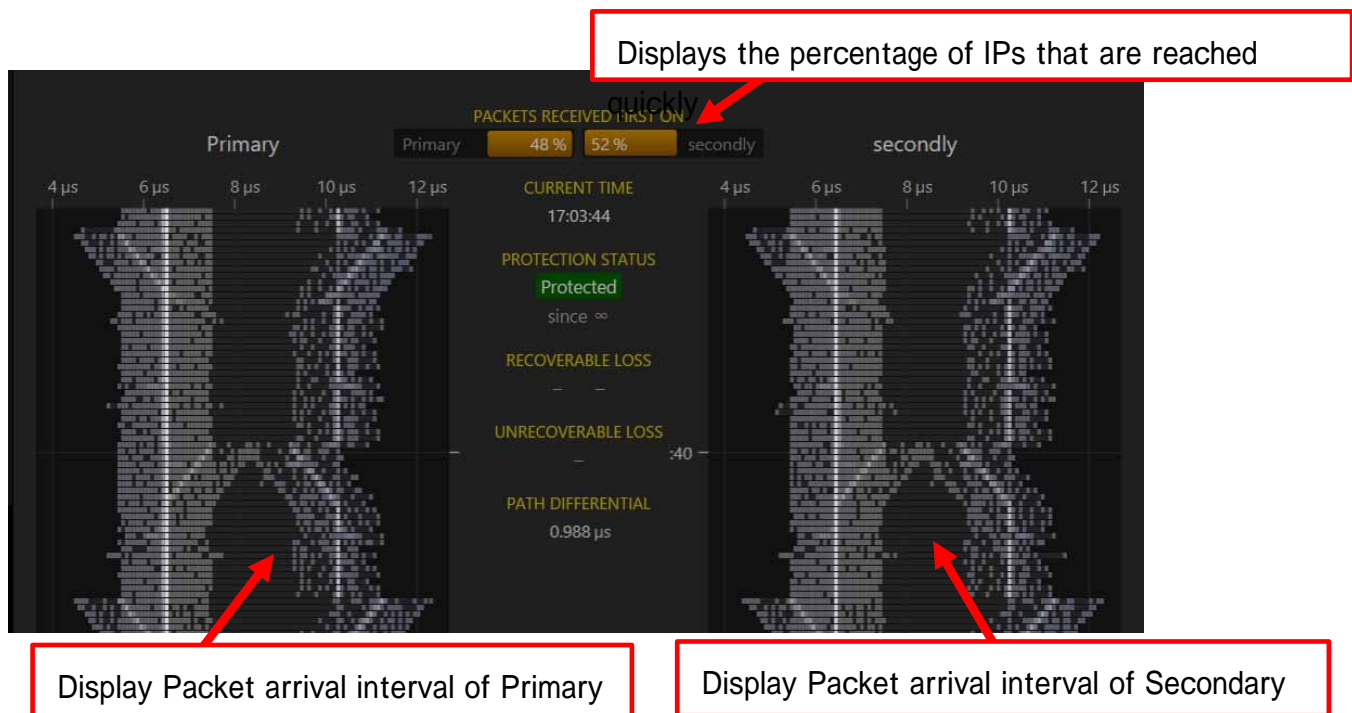 Displays the percentage of IPs that are reached
quickly
PACKETS RECEIVED FIRST ON
Primary
Primary 48 % 52 % secondly
secondly
4 µs 6 µs 8 µs 10 µs 12 µs
CURRENT TIME
4 µs 6 µs 8 µs 10 µs 12 µs
17:03:44
PROTECTION STATUS
Protected
since ∞
RECOVERABLE LOSS
– –
UNRECOVERABLE LOSS
–
:40
PATH DIFFERENTIAL
0.988 µs
Display Packet arrival interval of Primary
Display Packet arrival interval of Secondary